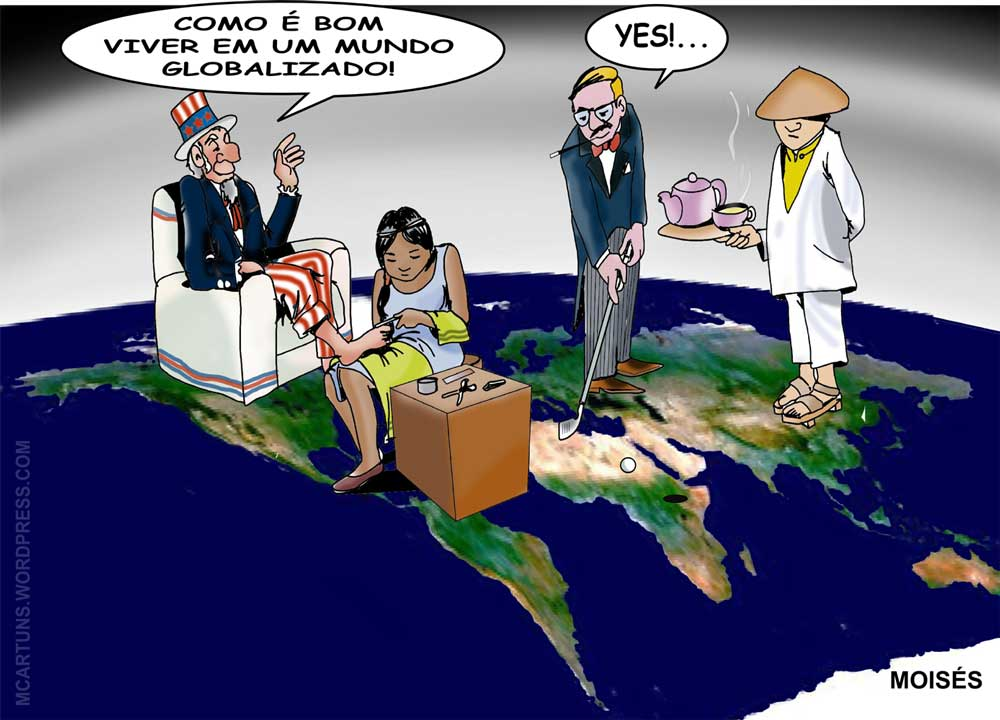 COMO É BOM
VIVER EM UM MUNDO
GLOBALIZADO!
YES!...
MCARTUNS.WORDPRESS.COM
MOISÉS